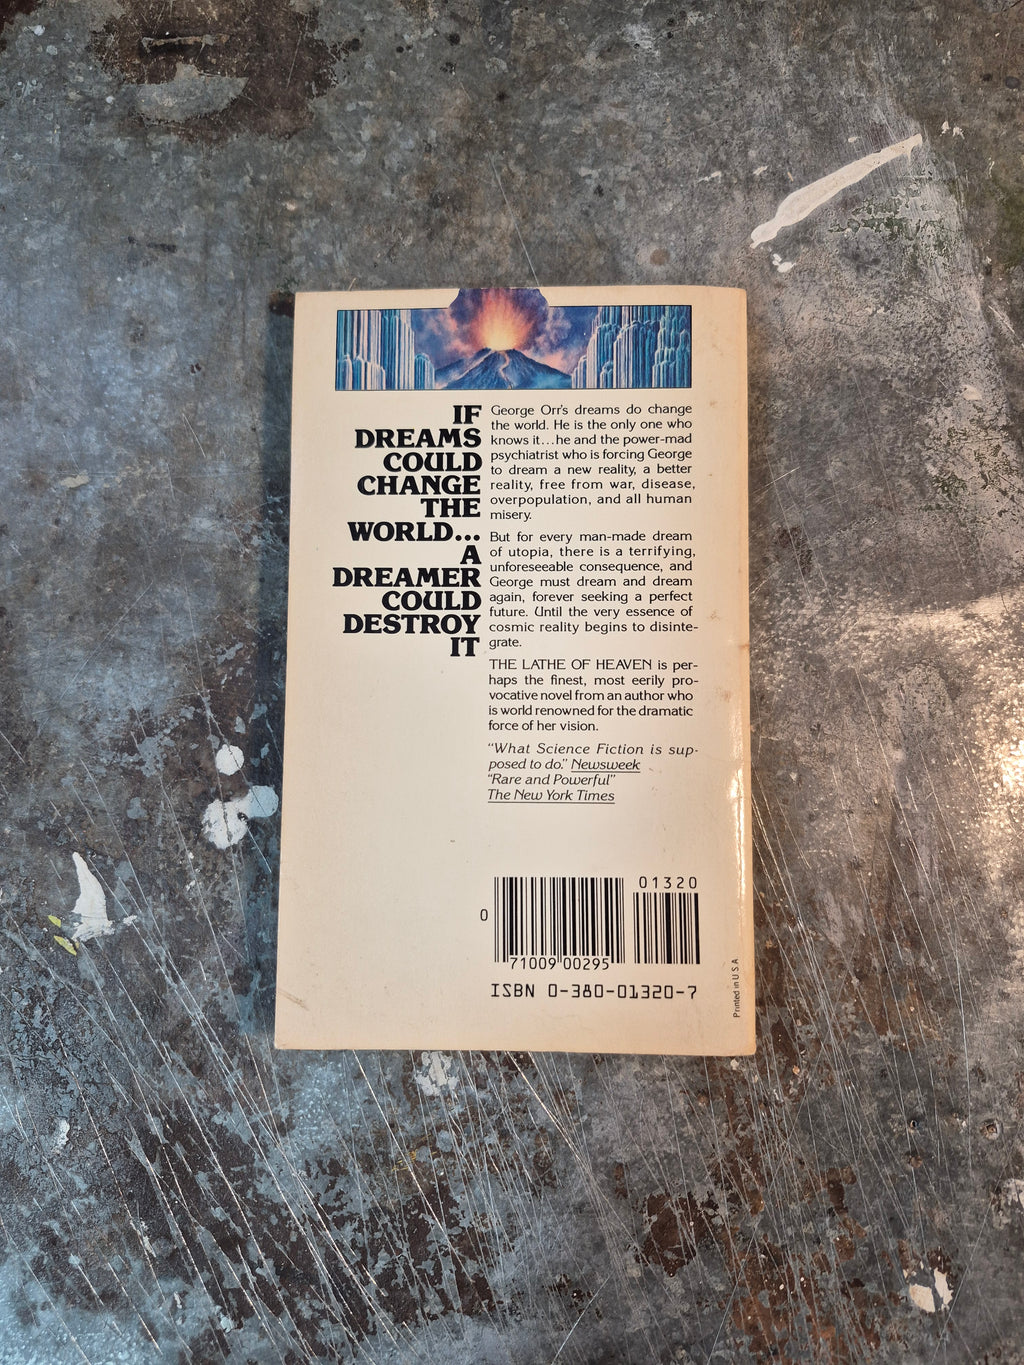 IF
DREAMS
COULD
CHANGE
THE
WORLD...
A
DREAMER
COULD
DESTROY
IT
George Orr's dreams do change
the world. He is the only one who
knows it...he and the power-mad
psychiatrist who is forcing George
to dream a new reality, a better
reality, free from war, disease,
overpopulation, and all human
misery.
But for every man-made dream
of utopia, there is a terrifying,
unforeseeable consequence, and
George must dream and dream
again, forever seeking a perfect
future. Until the very essence of
cosmic reality begins to disinte-
grate.
THE LATHE OF HEAVEN is per-
haps the finest, most eerily pro-
vocative novel from an author who
is world renowned for the dramatic
force of her vision.
"What Science Fiction is sup-
posed to do." Newsweek
"Rare and Powerful"
The New York Times
01320
0
71009 00295
ISBN 0-380-01320-7
Printed in U.S.A.